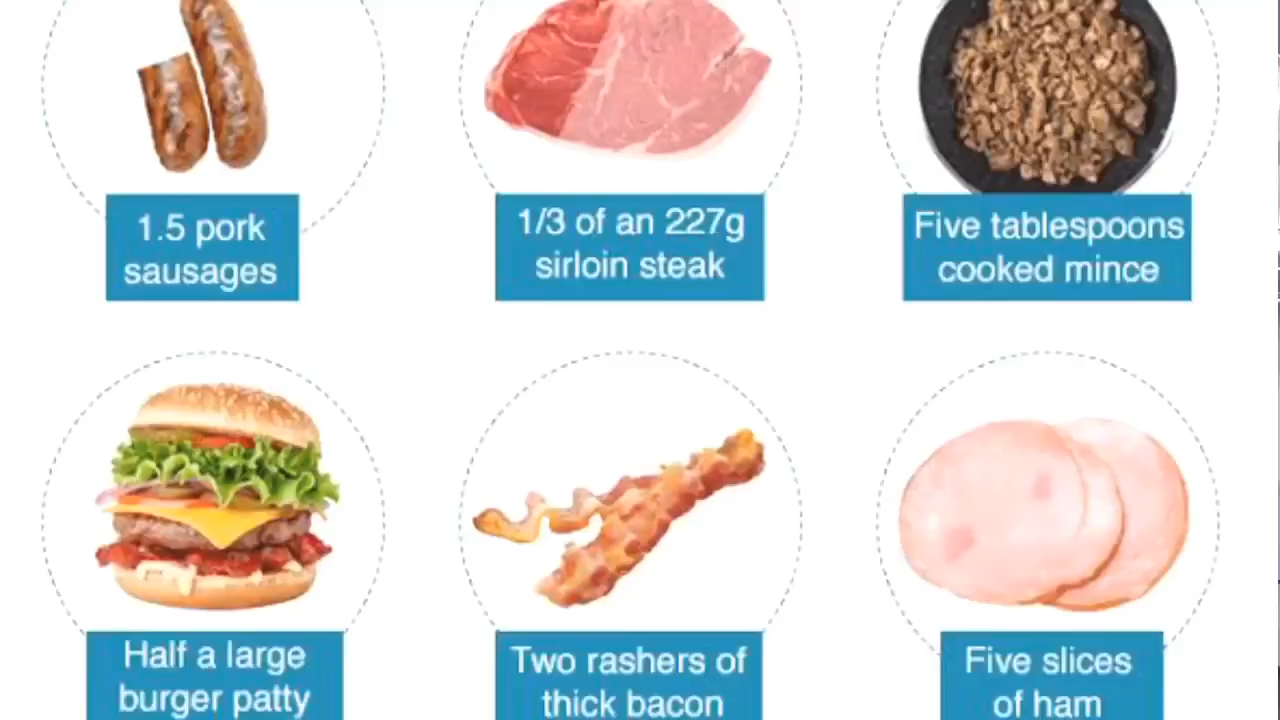 1.5 pork
sausages
1/3 of an 227g
sirloin steak
Five tablespoons
cooked mince
Half a large
burger patty
Two rashers of
thick bacon
Five slices
of ham